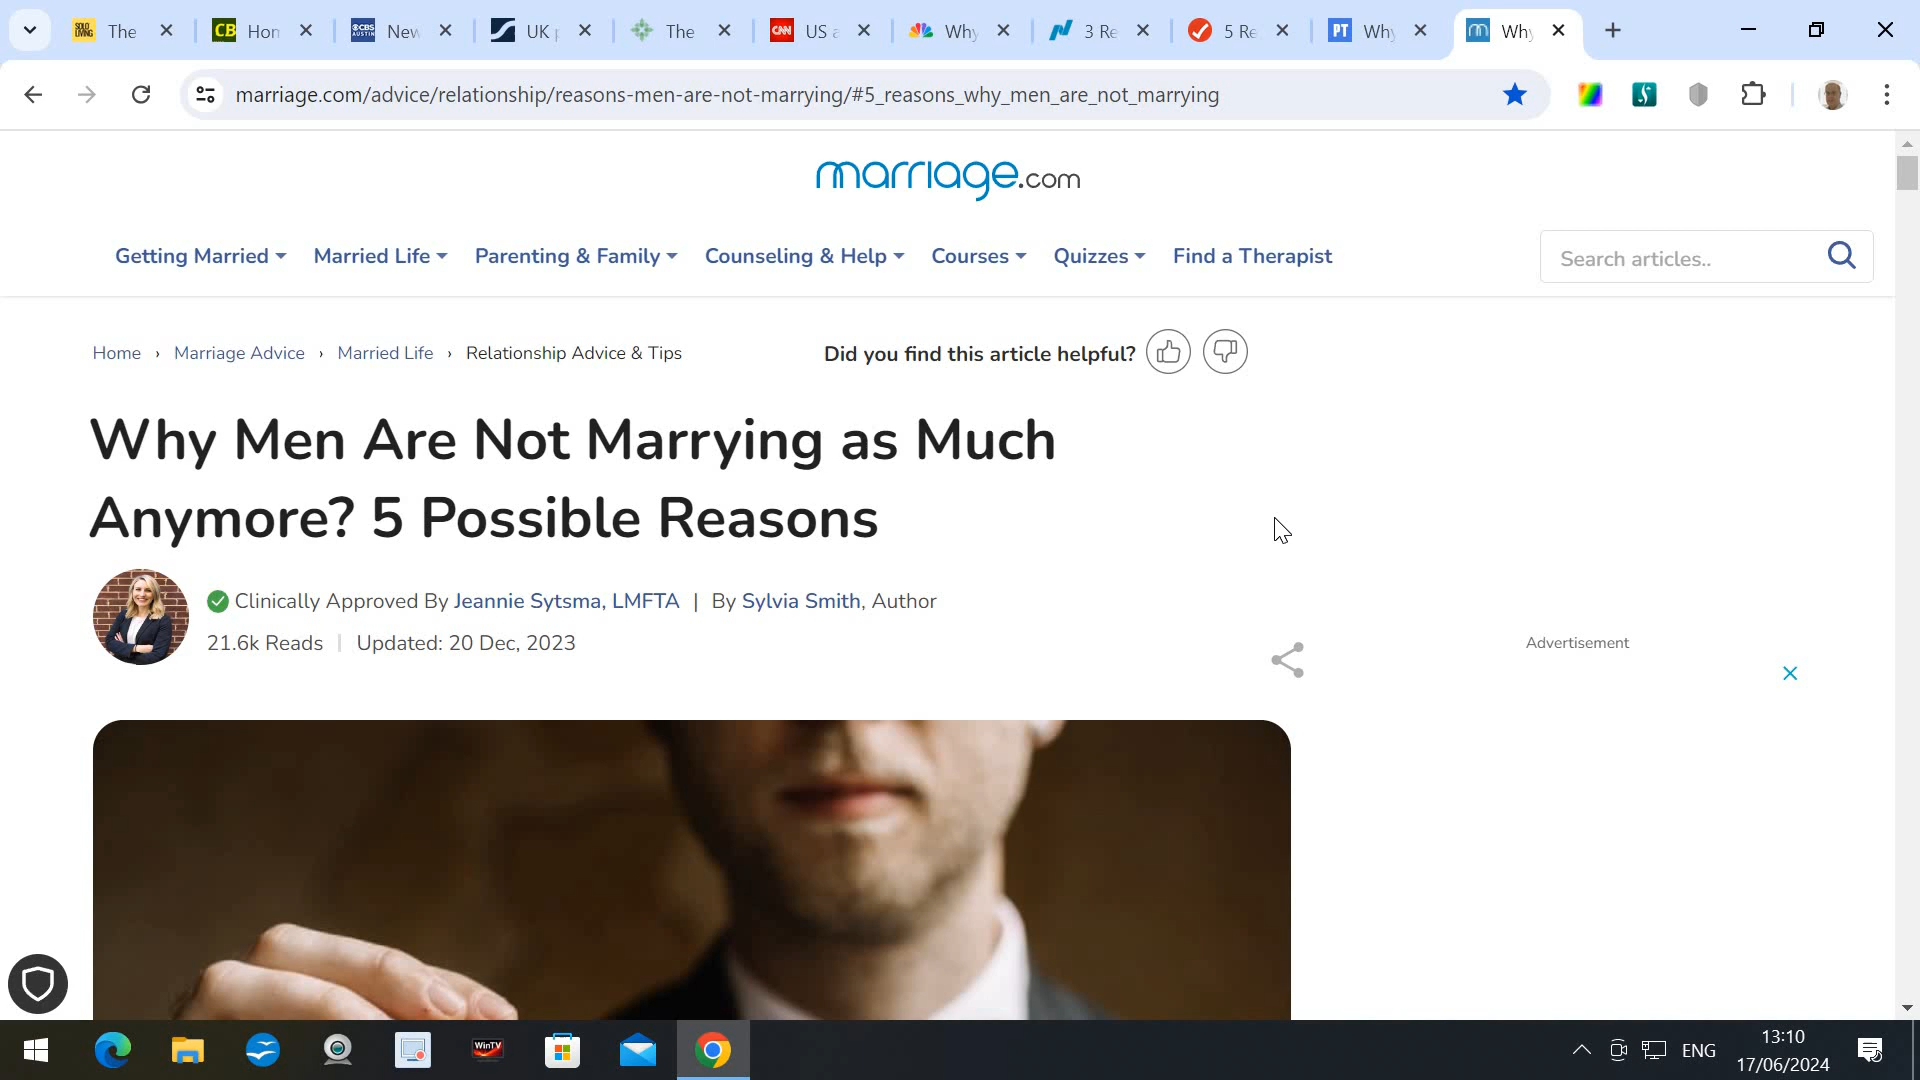 The
Hon
New
UK
The
US a
Why
3 Re
5 Re
Why
Why
marriage.com/advice/relationship/reasons-men-are-not-marrying/#5_reasons_why_men_are_not_marrying
marriage.com
Getting Married Married Life Parenting & Family Counseling & Help Courses Quizzes Find a Therapist
Search articles..
Home › Marriage Advice › Married Life › Relationship Advice & Tips
Did you find this article helpful?
Why Men Are Not Marrying as Much
Anymore? 5 Possible Reasons
Clinically Approved By Jeannie Sytsma, LMFTA | By Sylvia Smith, Author
21.6k Reads | Updated: 20 Dec, 2023
Advertisement
WinTV
ENG
13:10
17/06/2024